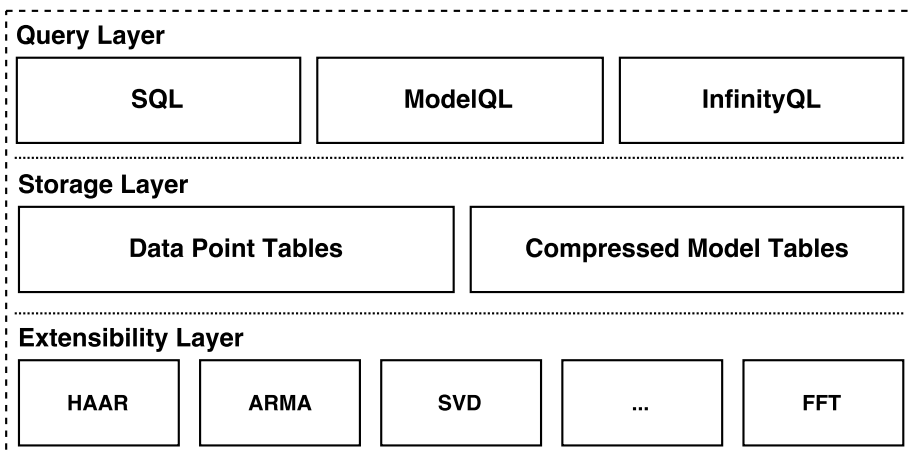 Query Layer
SQL
ModelQL
InfinityQL
Storage Layer
Data Point Tables
Compressed Model Tables
Extensibility Layer
HAAR
ARMA
SVD
...
FFT